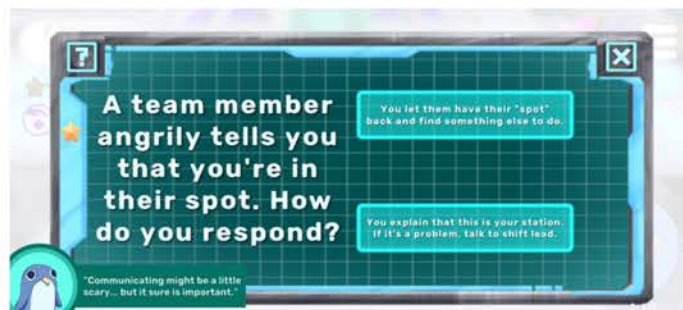 ?
X
A team member
angrily tells you
that you're in
their spot. How
do you respond?
You let them have their "spot"
back and find something else to do.
You explain that this is your station.
If it's a problem, talk to shift lead.
"Communicating might be a little
scary... but it sure is important."